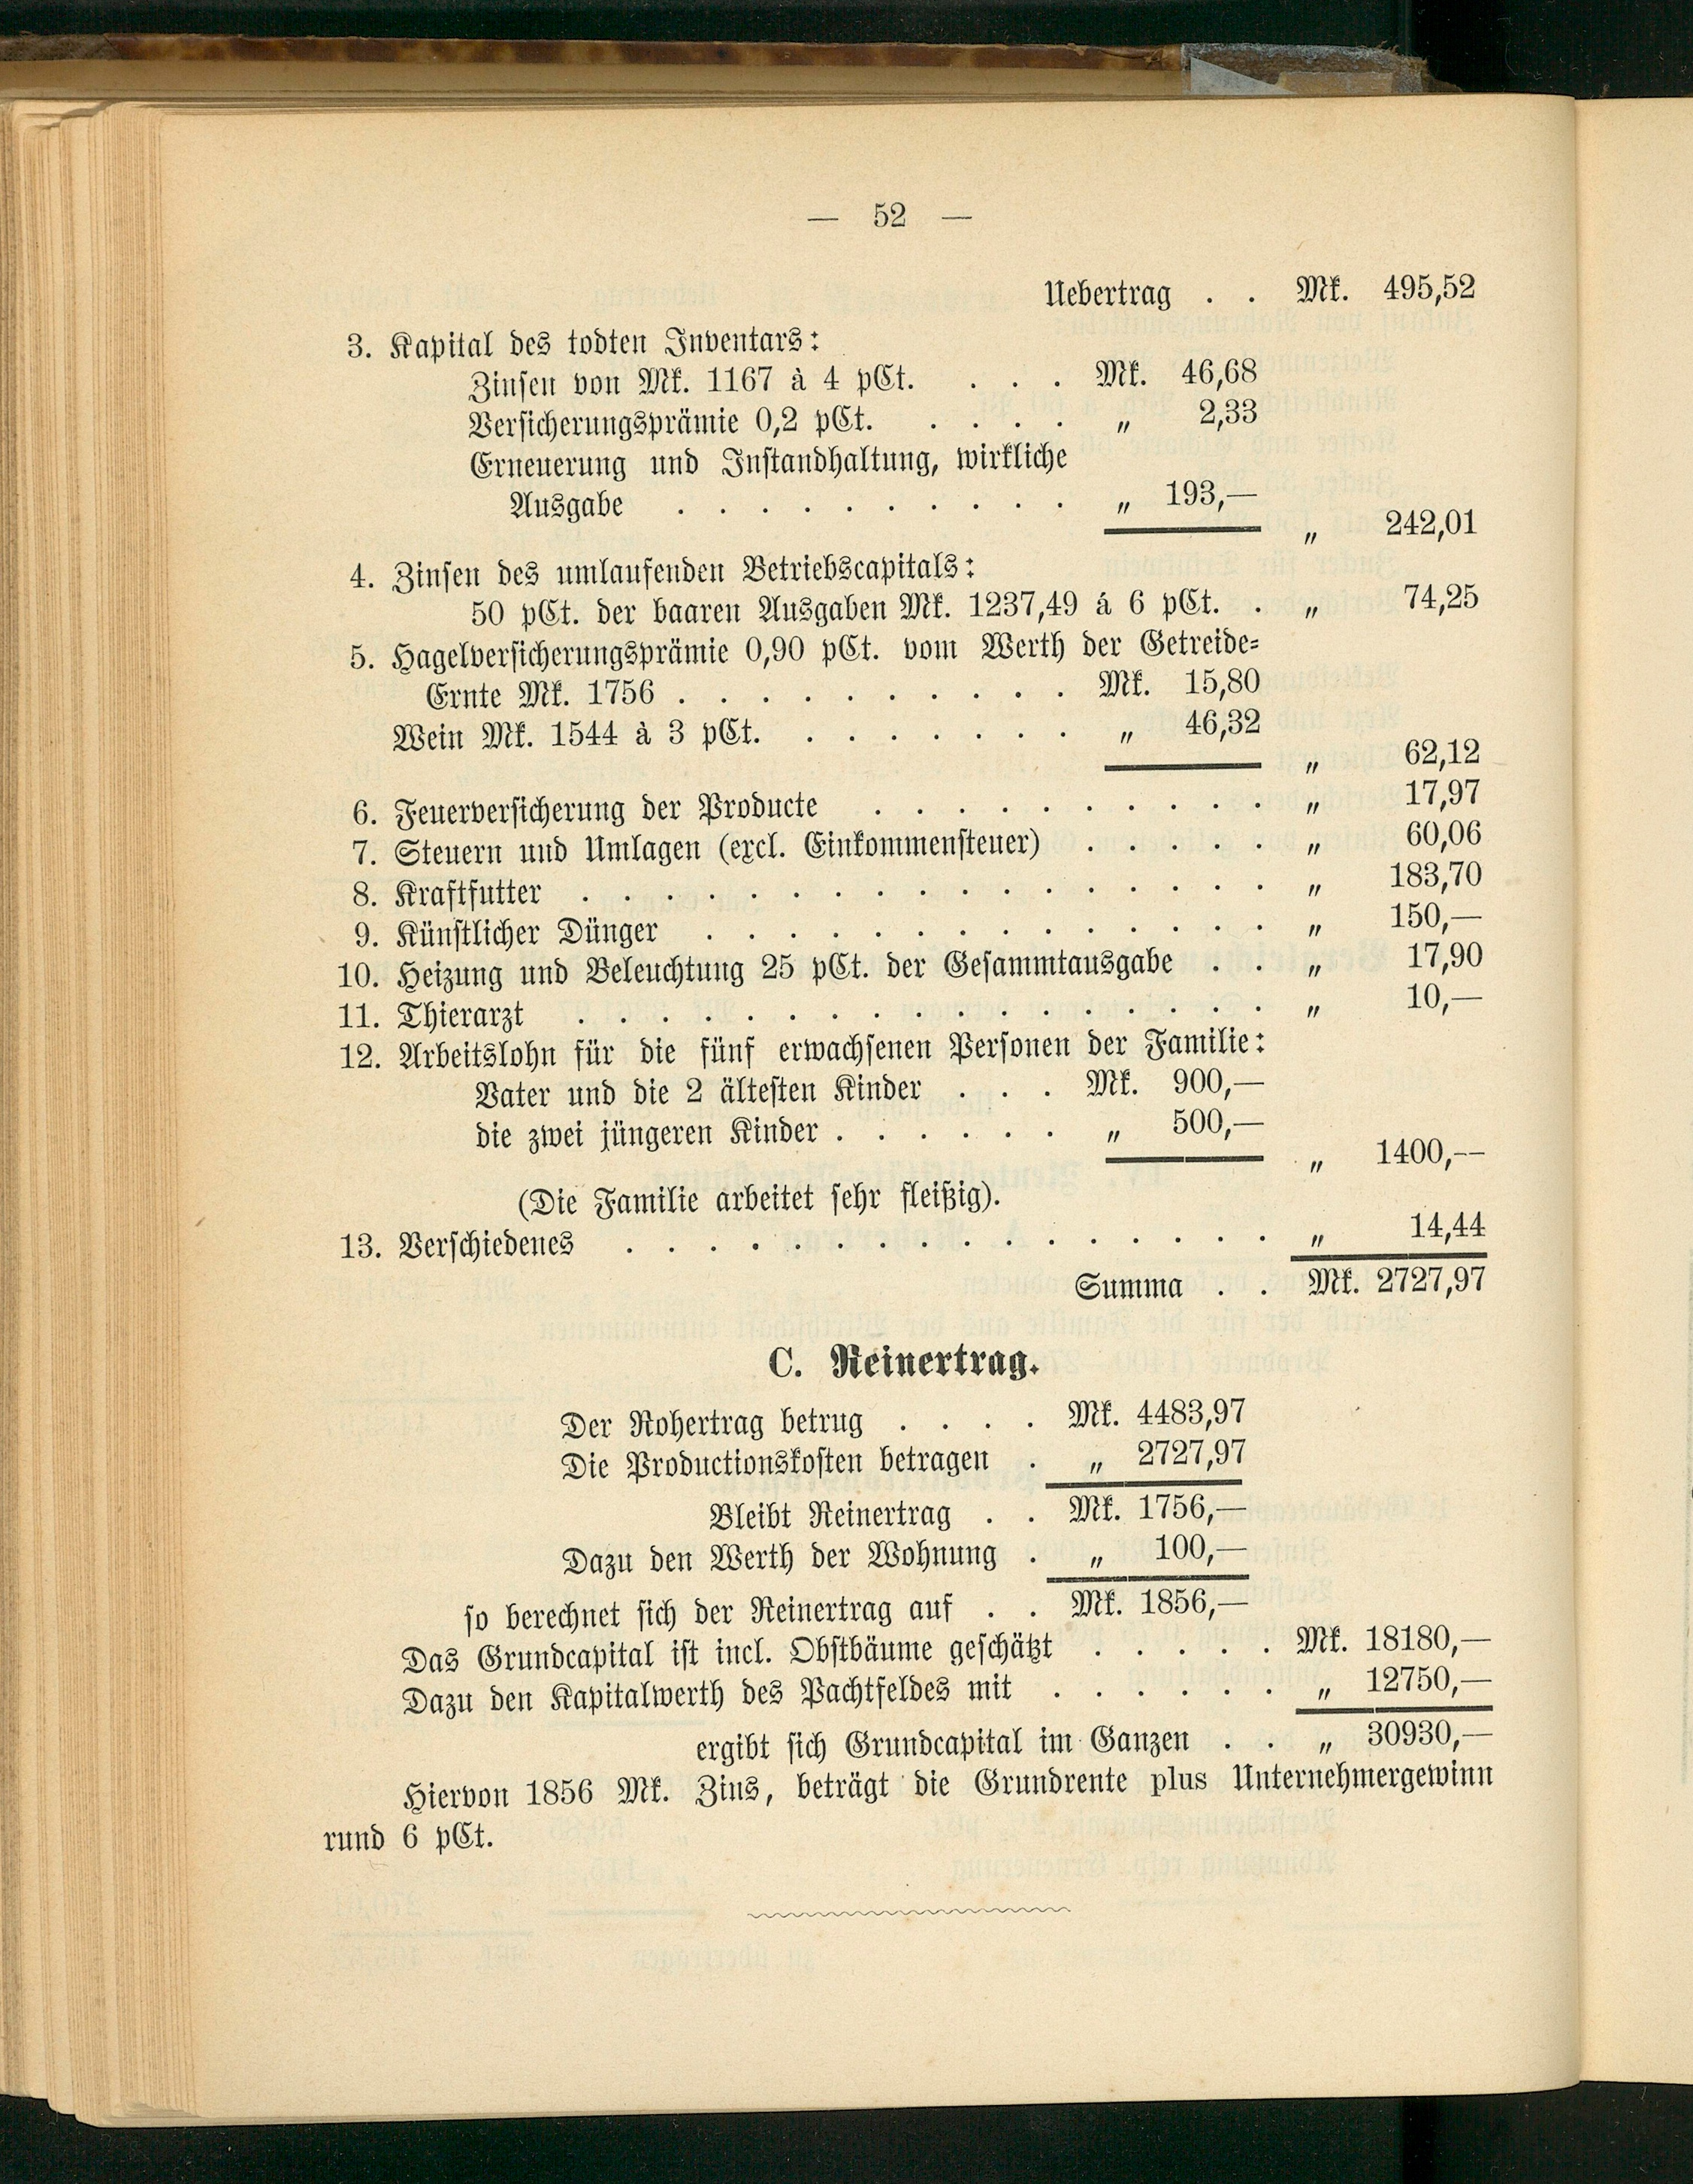 — 52 —
Uebertrag . . Mk. 495,52
3. Kapital des todten Inventars:
Zinsen von Mk. 1167 à 4 pCt. . . . Mk. 46,68
Versicherungsprämie 0,2 pCt. . . . . „ 2,33
Erneuerung und Instandhaltung, wirkliche
Ausgabe . . . . . . . . . . „ 193,—
„ 242,01
4. Zinsen des umlaufenden Betriebscapitals:
50 pCt. der baaren Ausgaben Mk. 1237,49 á 6 pCt. . „ 74,25
5. Hagelversicherungsprämie 0,90 pCt. vom Werth der Getreide-
Ernte Mk. 1756 . . . . . . . . . . Mk. 15,80
Wein Mk. 1544 à 3 pCt. . . . . . . . „ 46,32
„ 62,12
6. Feuerversicherung der Producte . . . . . . . . . . „ 17,97
7. Steuern und Umlagen (excl. Einkommensteuer) . . . . . „ 60,06
8. Kraftfutter . . . . . . . . . . . . . . . . . „ 183,70
9. Künstlicher Dünger . . . . . . . . . . . . . . „ 150,—
10. Heizung und Beleuchtung 25 pCt. der Gesammtausgabe . . „ 17,90
11. Thierarzt . . . . . . . . . . . . . . . . . „ 10,—
12. Arbeitslohn für die fünf erwachsenen Personen der Familie:
Vater und die 2 ältesten Kinder . . . Mk. 900,—
die zwei jüngeren Kinder . . . . . . „ 500,—
„ 1400,—
(Die Familie arbeitet sehr fleißig).
13. Verschiedenes . . . . . . . . . . . . . . . . „ 14,44
Summa . . Mk. 2727,97
C. Reinertrag.
Der Rohertrag betrug . . . . Mk. 4483,97
Die Productionskosten betragen . „ 2727,97
Bleibt Reinertrag . . Mk. 1756,—
Dazu den Werth der Wohnung . „ 100,—
so berechnet sich der Reinertrag auf . . Mk. 1856,—
Das Grundcapital ist incl. Obstbäume geschätzt . . . . . Mk. 18180,—
Dazu den Kapitalwerth des Pachtfeldes mit . . . . . . „ 12750,—
ergibt sich Grundcapital im Ganzen . . „ 30930,—
Hiervon 1856 Mk. Zins, beträgt die Grundrente plus Unternehmergewinn
rund 6 pCt.